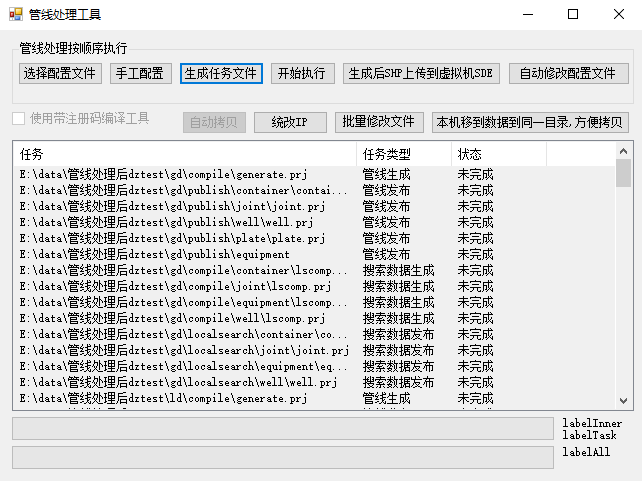 管线处理工具
管线处理按顺序执行
选择配置文件 手工配置 生成任务文件 开始执行 生成后SHP上传到虚拟机SDE 自动修改配置文件
使用带注册码编译工具 自动拷贝 统改IP 批量修改文件 本机移到数据到同一目录,方便拷贝
任务 任务类型 状态
E:\data\管线处理后dztest\gd\compile\generate.prj 管线生成 未完成
E:\data\管线处理后dztest\gd\publish\container\contai... 管线发布 未完成
E:\data\管线处理后dztest\gd\publish\joint\joint.prj 管线发布 未完成
E:\data\管线处理后dztest\gd\publish\well\well.prj 管线发布 未完成
E:\data\管线处理后dztest\gd\publish\plate\plate.prj 管线发布 未完成
E:\data\管线处理后dztest\gd\publish\equipment 管线发布 未完成
E:\data\管线处理后dztest\gd\compile\container\lscomp... 搜索数据生成 未完成
E:\data\管线处理后dztest\gd\compile\joint\lscomp.prj 搜索数据生成 未完成
E:\data\管线处理后dztest\gd\compile\equipment\lscomp... 搜索数据生成 未完成
E:\data\管线处理后dztest\gd\compile\well\lscomp.prj 搜索数据生成 未完成
E:\data\管线处理后dztest\gd\localsearch\container\co... 搜索数据发布 未完成
E:\data\管线处理后dztest\gd\localsearch\joint\joint.prj 搜索数据发布 未完成
E:\data\管线处理后dztest\gd\localsearch\equipment\eq... 搜索数据发布 未完成
E:\data\管线处理后dztest\gd\localsearch\well\well.prj 搜索数据发布 未完成
E:\data\管线处理后dztest\ld\compile\generate.prj 管线生成 未完成
labelInner
labelTask
labelAll